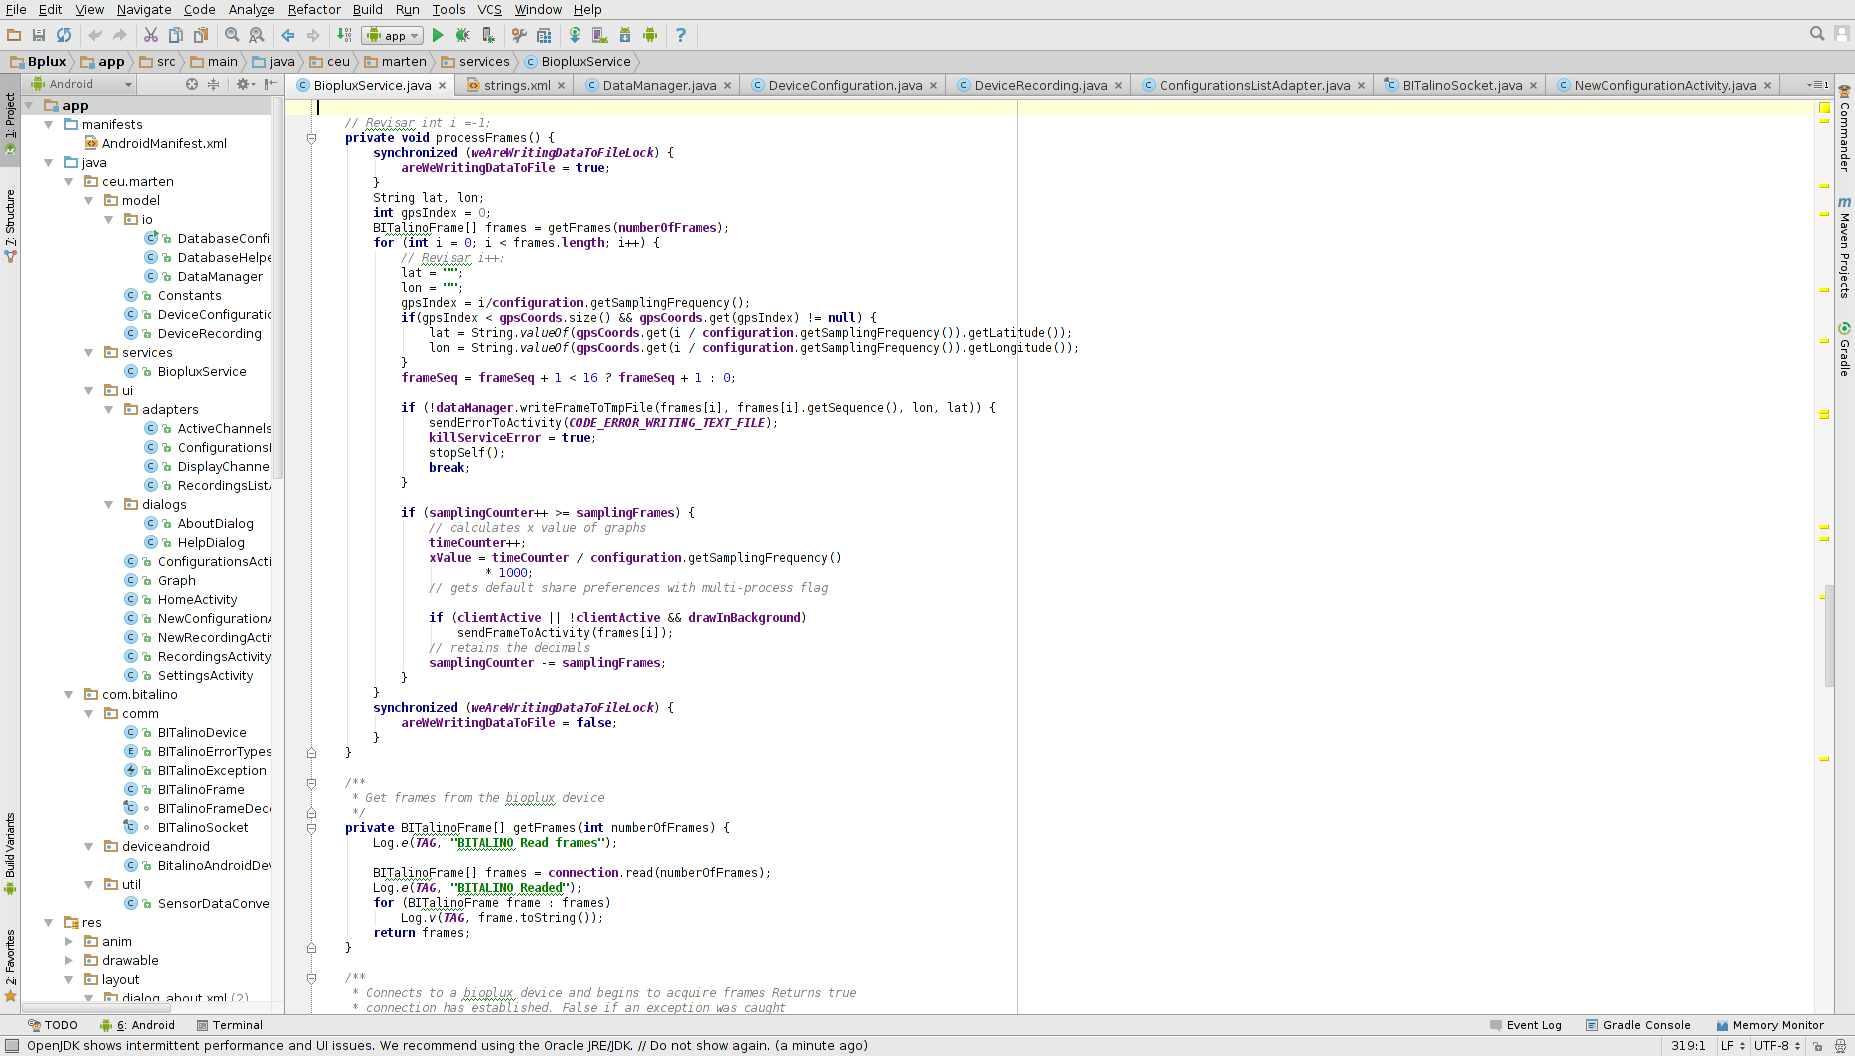 File Edit View Navigate Code Analyze Refactor Build Run Tools VCS Window Help
app
Bplux app src main java ceu marten services BiopluxService
Android
BiopluxService.java strings.xml DataManager.java DeviceConfiguration.java DeviceRecording.java ConfigurationsListAdapter.java BITalinoSocket.java NewConfigurationActivity.java
1: Project
7: Structure
Build Variants
2: Favorites
app
manifests
AndroidManifest.xml
java
ceu.marten
model
io
DatabaseConfi
DatabaseHelpe
DataManager
Constants
DeviceConfiguratio
DeviceRecording
services
BiopluxService
ui
adapters
ActiveChannels
Configurationsl
DisplayChanne
RecordingsListA
dialogs
AboutDialog
HelpDialog
ConfigurationsActi
Graph
HomeActivity
NewConfigurationA
NewRecordingActi
RecordingsActivity
SettingsActivity
com.bitalino
comm
BITalinoDevice
BITalinoErrorTypes
BITalinoException
BITalinoFrame
BITalinoFrameDeco
BITalinoSocket
deviceandroid
BitalinoAndroidDev
util
SensorDataConve
res
anim
drawable
layout
dialog_about.xml (2)
// Revisar int i =-1;
private void processFrames() {
synchronized (weAreWritingDataToFileLock) {
areWeWritingDataToFile = true;
}
String lat, lon;
int gpsIndex = 0;
BITalinoFrame[] frames = getFrames(numberOfFrames);
for (int i = 0; i < frames.length; i++) {
// Revisar i++;
lat = "";
lon = "";
gpsIndex = i/configuration.getSamplingFrequency();
if(gpsIndex < gpsCoords.size() && gpsCoords.get(gpsIndex) != null) {
lat = String.valueOf(gpsCoords.get(i / configuration.getSamplingFrequency()).getLatitude());
lon = String.valueOf(gpsCoords.get(i / configuration.getSamplingFrequency()).getLongitude());
}
frameSeq = frameSeq + 1 < 16 ? frameSeq + 1 : 0;
if (!dataManager.writeFrameToTmpFile(frames[i], frames[i].getSequence(), lon, lat)) {
sendErrorToActivity(CODE_ERROR_WRITING_TEXT_FILE);
killServiceError = true;
stopSelf();
break;
}
if (samplingCounter++ >= samplingFrames) {
// calculates x value of graphs
timeCounter++;
xValue = timeCounter / configuration.getSamplingFrequency()
* 1000;
// gets default share preferences with multi-process flag
if (clientActive || !clientActive && drawInBackground)
sendFrameToActivity(frames[i]);
// retains the decimals
samplingCounter -= samplingFrames;
}
}
synchronized (weAreWritingDataToFileLock) {
areWeWritingDataToFile = false;
}
}
/**
* Get frames from the bioplux device
*/
private BITalinoFrame[] getFrames(int numberOfFrames) {
Log.e(TAG, "BITALINO Read frames");
BITalinoFrame[] frames = connection.read(numberOfFrames);
Log.e(TAG, "BITALINO Readed");
for (BITalinoFrame frame : frames)
Log.v(TAG, frame.toString());
return frames;
}
/**
* Connects to a bioplux device and begins to acquire frames Returns true
* connection has established. False if an exception was caught
Commander
Maven Projects
Gradle
TODO 6: Android Terminal Event Log Gradle Console Memory Monitor
OpenJDK shows intermittent performance and UI issues. We recommend using the Oracle JRE/JDK. // Do not show again. (a minute ago) 319:1 LF UTF-8